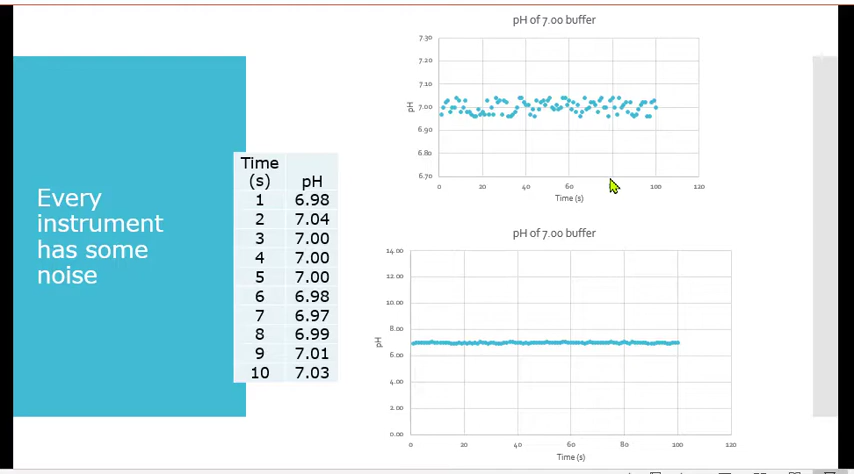 Every
instrument
has some
noise
Time
(s) pH
1 6.98
2 7.04
3 7.00
4 7.00
5 7.00
6 6.98
7 6.97
8 6.99
9 7.01
10 7.03
pH of 7.00 buffer
7.30
7.20
7.10
7.00
6.90
6.80
6.70
pH
0 20 40 60 80 100 120
Time (s)
pH of 7.00 buffer
14.00
12.00
10.00
8.00
6.00
4.00
2.00
0.00
pH
0 20 40 60 80 100 120
Time (s)